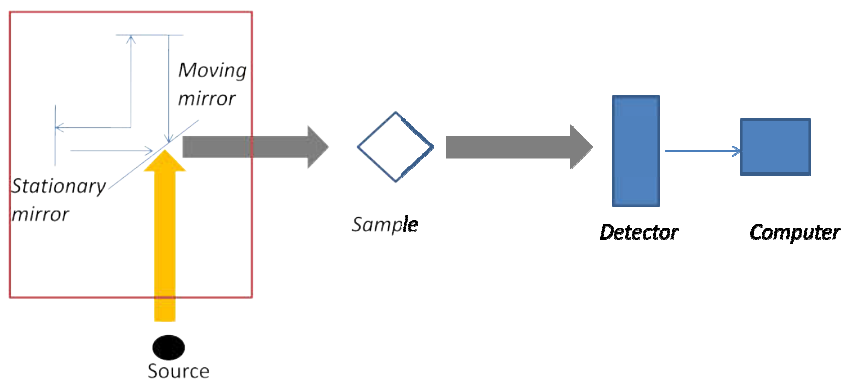 Moving
mirror
Stationary
mirror
Sample
Detector
Computer
Source